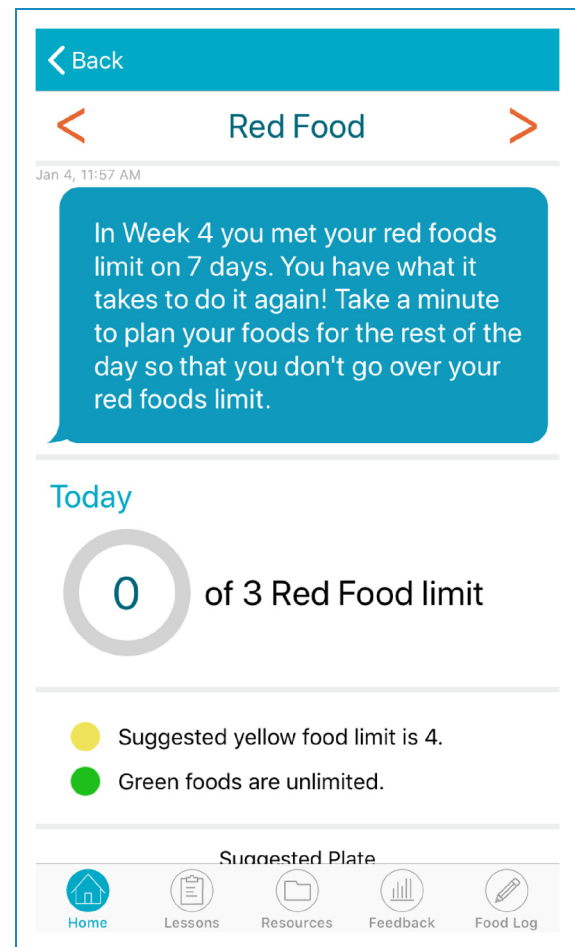 Back
< Red Food >
Jan 4, 11:57 AM
In Week 4 you met your red foods
limit on 7 days. You have what it
takes to do it again! Take a minute
to plan your foods for the rest of the
day so that you don't go over your
red foods limit.
Today
0 of 3 Red Food limit
Suggested yellow food limit is 4.
Green foods are unlimited.
Suggested Plate
Home Lessons Resources Feedback Food Log